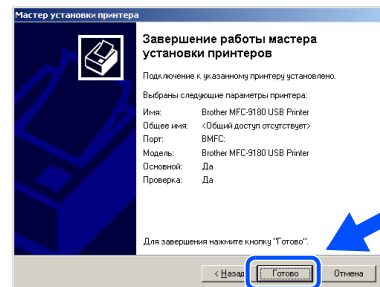 Мастер установки принтера
Завершение работы мастера
установки принтеров
Подключение к указанному принтеру установлено.
Выбраны следующие параметры принтера:
Имя: Brother MFC-9180 USB Printer
Общее имя: <Общий доступ отсутствует>
Порт: BMFC:
Модель: Brother MFC-9180 USB Printer
Основной: Да
Проверка: Да
Для завершения нажмите кнопку "Готово".
< Назад Готово Отмена